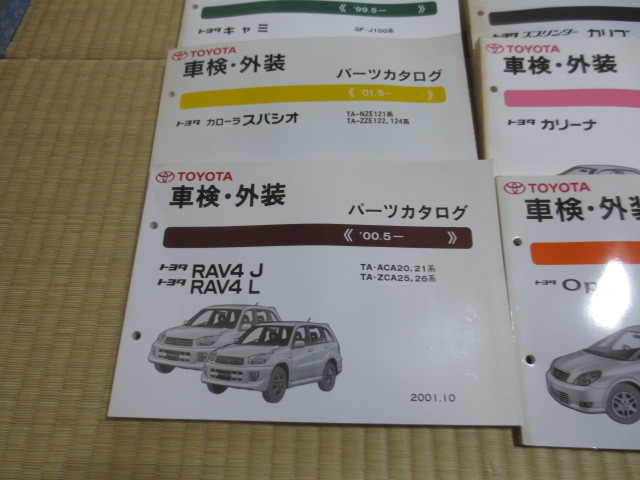 '99.5ー
トヨタ キャミ
GF-J100系
トヨタ スプリンター カリブ
TOYOTA
車検・外装
パーツカタログ
《 '01.5ー 》
トヨタ カローラ スパシオ
TA-NZE121系
TA-ZZE122, 124系
TOYOTA
車検・外装
トヨタ カリーナ
TOYOTA
車検・外装
パーツカタログ
《 '00.5ー 》
トヨタ RAV4 J
トヨタ RAV4 L
TA-ACA20, 21系
TA-ZCA25, 26系
2001.10
TOYOTA
車検・外装
トヨタ Op